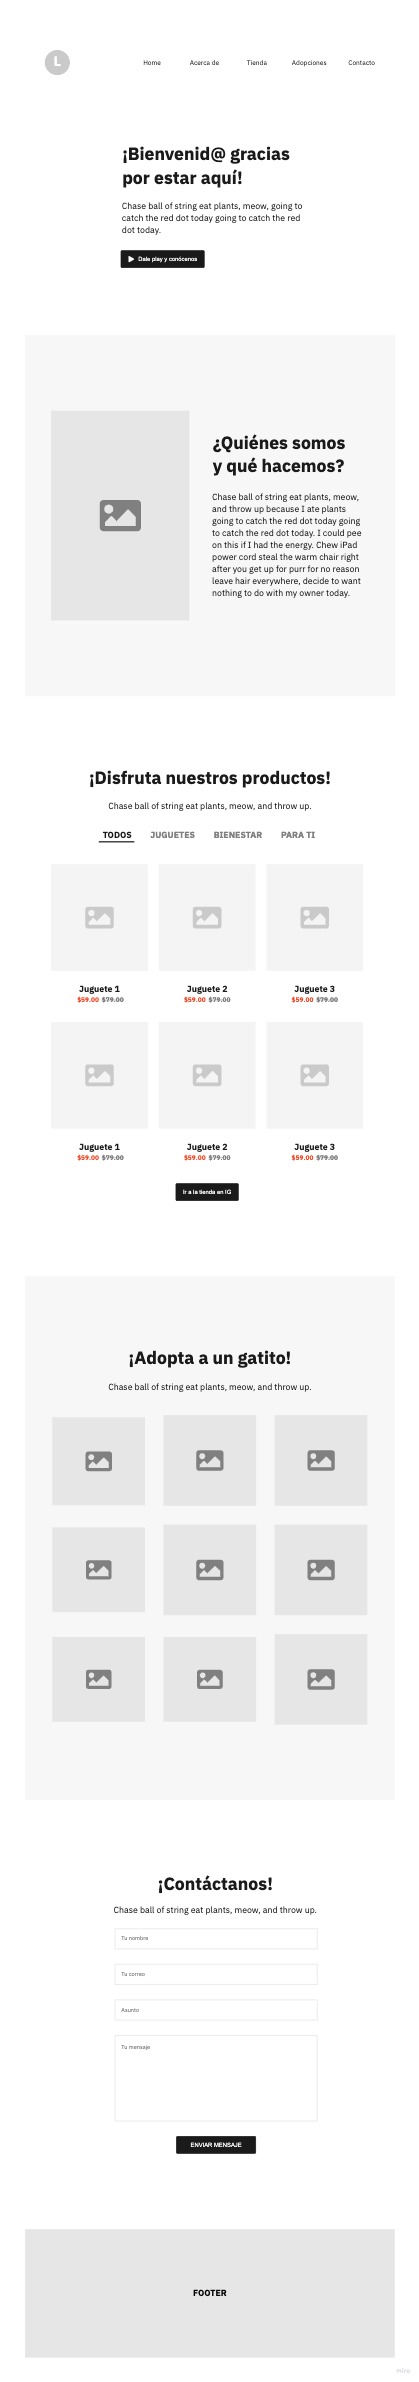 L
Home Acerca de Tienda Adopciones Contacto
¡Bienvenid@ gracias
por estar aquí!
Chase ball of string eat plants, meow, going to
catch the red dot today going to catch the red
dot today.
Dale play y conócenos
¿Quiénes somos
y qué hacemos?
Chase ball of string eat plants, meow,
and throw up because I ate plants
going to catch the red dot today going
to catch the red dot today. I could pee
on this if I had the energy. Chew iPad
power cord steal the warm chair right
after you get up for purr for no reason
leave hair everywhere, decide to want
nothing to do with my owner today.
¡Disfruta nuestros productos!
Chase ball of string eat plants, meow, and throw up.
TODOS JUGUETES BIENESTAR PARA TI
Juguete 1 Juguete 2 Juguete 3
$59.00 $79.00 $59.00 $79.00 $59.00 $79.00
Juguete 1 Juguete 2 Juguete 3
$59.00 $79.00 $59.00 $79.00 $59.00 $79.00
Ir a la tienda en IG
¡Adopta a un gatito!
Chase ball of string eat plants, meow, and throw up.
¡Contáctanos!
Chase ball of string eat plants, meow, and throw up.
Tu nombre
Tu correo
Asunto
Tu mensaje
ENVIAR MENSAJE
FOOTER
miro